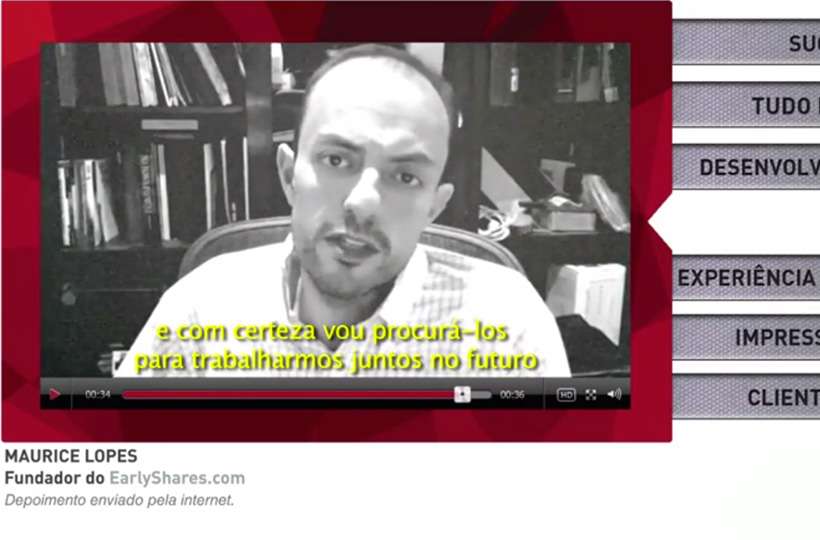 e com certeza vou procurá-los
para trabalharmos juntos no futuro
00:34
00:36
HD
MAURICE LOPES
Fundador do EarlyShares.com
Depoimento enviado pela internet.
SUC
TUDO
DESENVOLV
EXPERIÊNCIA
IMPRESS
CLIENT